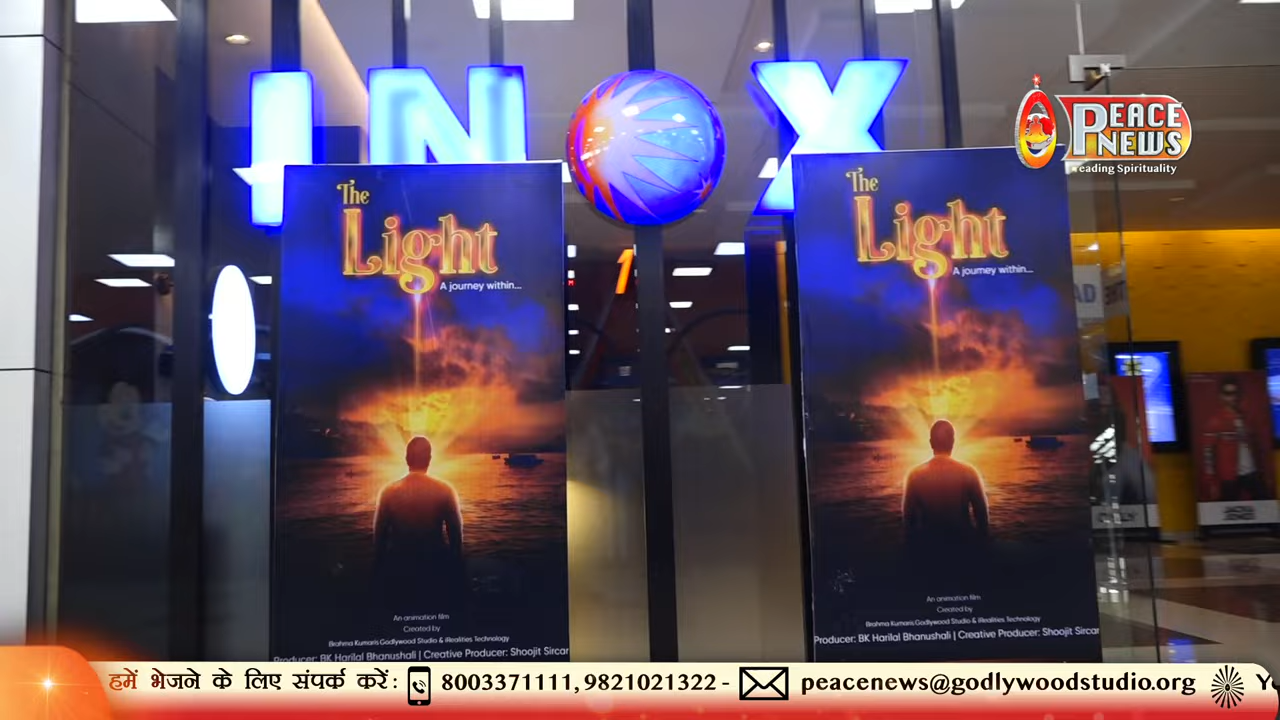 INOX
PEACE
NEWS
eading Spirituality
The
Light
A journey within...
An animation film
Created by
Brahma Kumaris Godlywood Studio & iRealities Technology
Producer: BK Harilal Bhanushali | Creative Producer: Shoojit Sircar
The
Light
A journey within...
An animation film
Created by
Brahma Kumaris Godlywood Studio & iRealities Technology
Producer: BK Harilal Bhanushali | Creative Producer: Shoojit Sircar
1
हमें भेजने के लिए संपर्क करें: 8003371111, 9821021322 - peacenews@godlywoodstudio.org